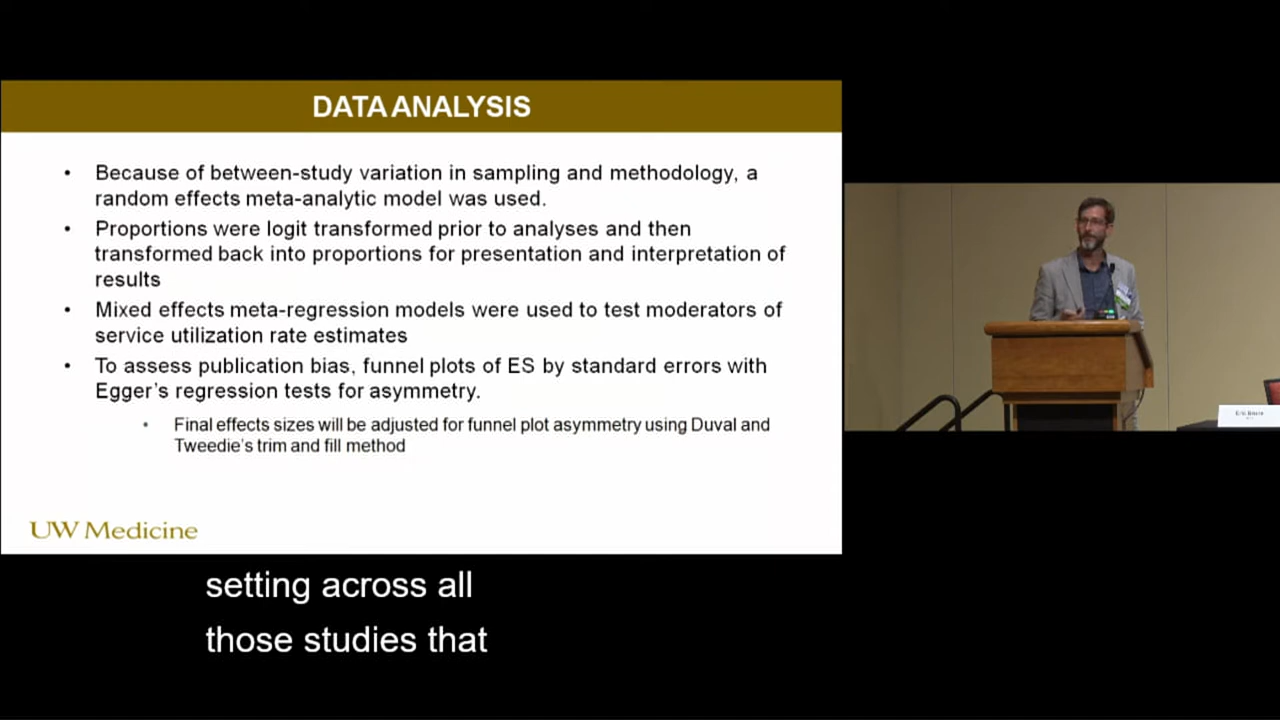 DATA ANALYSIS
• Because of between-study variation in sampling and methodology, a
random effects meta-analytic model was used.
• Proportions were logit transformed prior to analyses and then
transformed back into proportions for presentation and interpretation of
results
• Mixed effects meta-regression models were used to test moderators of
service utilization rate estimates
• To assess publication bias, funnel plots of ES by standard errors with
Egger's regression tests for asymmetry.
• Final effects sizes will be adjusted for funnel plot asymmetry using Duval and
Tweedie's trim and fill method
UW Medicine
setting across all
those studies that